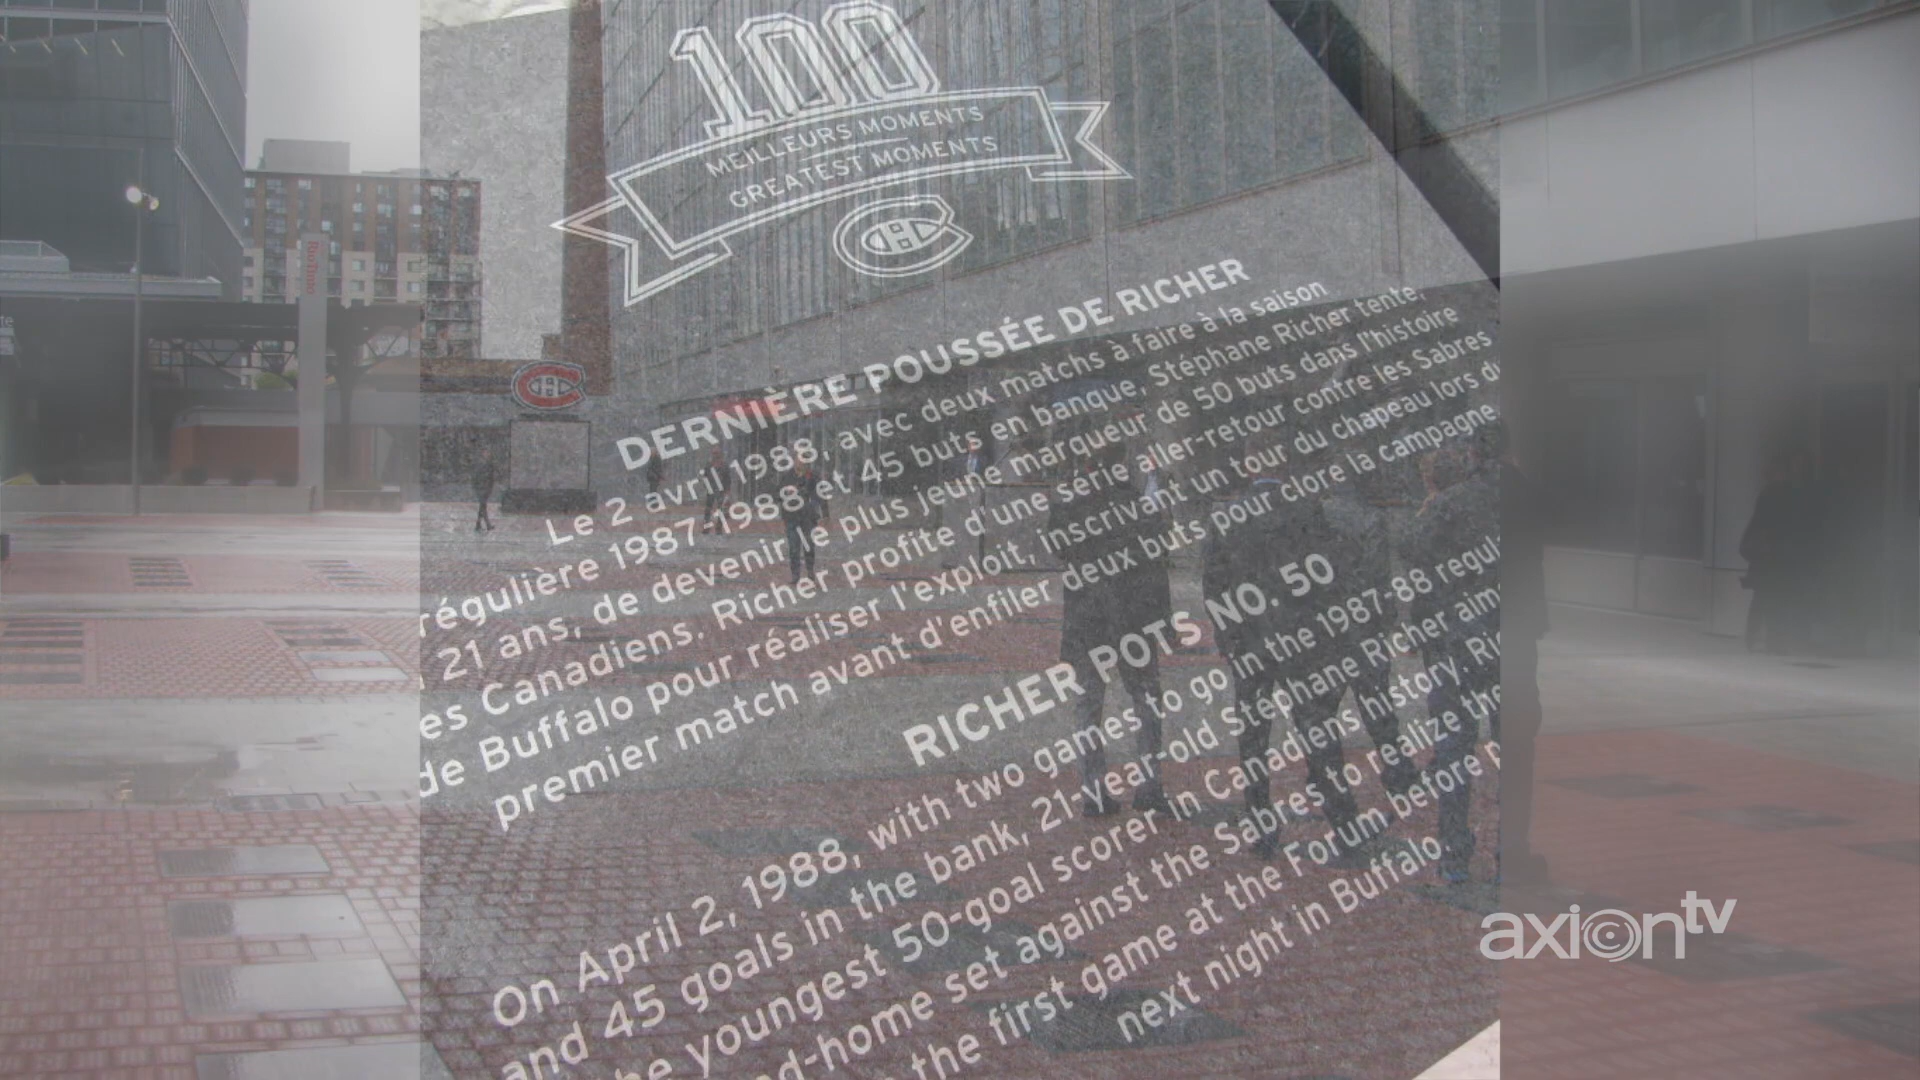 100
MEILLEURS MOMENTS
GREATEST MOMENTS
RioTinto
DERNIÈRE POUSSÉE DE RICHER
Le 2 avril 1988, avec deux matchs à faire à la saison
régulière 1987-1988 et 45 buts en banque, Stéphane Richer tente,
21 ans, de devenir le plus jeune marqueur de 50 buts dans l'histoire
es Canadiens. Richer profite d'une série aller-retour contre les Sabres
de Buffalo pour réaliser l'exploit, inscrivant un tour du chapeau lors du
premier match avant d'enfiler deux buts pour clore la campagne
RICHER POTS NO. 50
On April 2, 1988, with two games to go in the 1987-88 regul
and 45 goals in the bank, 21-year-old Stéphane Richer aim
he youngest 50-goal scorer in Canadiens history. Ri
d-home set against the Sabres to realize the
the first game at the Forum before p
next night in Buffalo.
axion tv